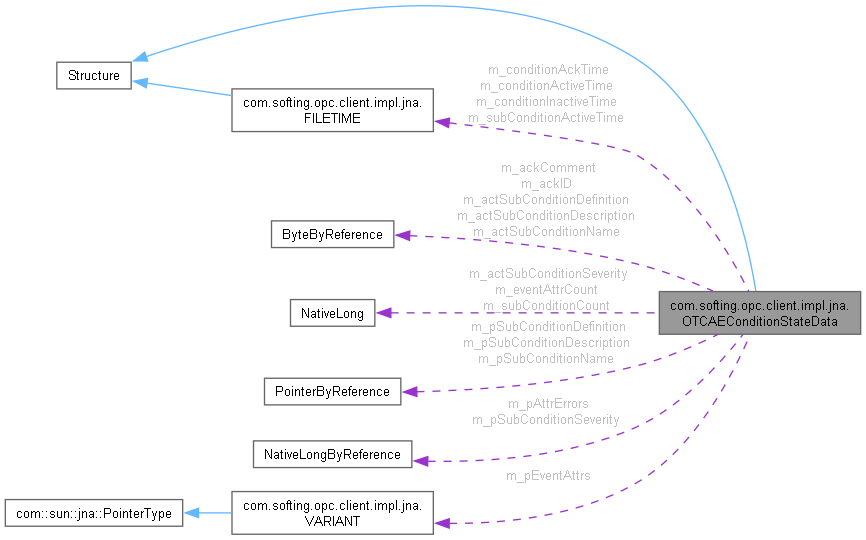 Structure
com.softing.opc.client.impl.jna.
FILETIME
m_conditionAckTime
m_conditionActiveTime
m_conditionInactiveTime
m_subConditionActiveTime
m_ackComment
m_ackID
m_actSubConditionDefinition
m_actSubConditionDescription
m_actSubConditionName
ByteByReference
m_actSubConditionSeverity
m_eventAttrCount
m_subConditionCount
NativeLong
com.softing.opc.client.impl.jna.
OTCAEConditionStateData
m_pSubConditionDefinition
m_pSubConditionDescription
m_pSubConditionName
PointerByReference
m_pAttrErrors
m_pSubConditionSeverity
NativeLongByReference
m_pEventAttrs
com::sun::jna::PointerType
com.softing.opc.client.impl.jna.
VARIANT